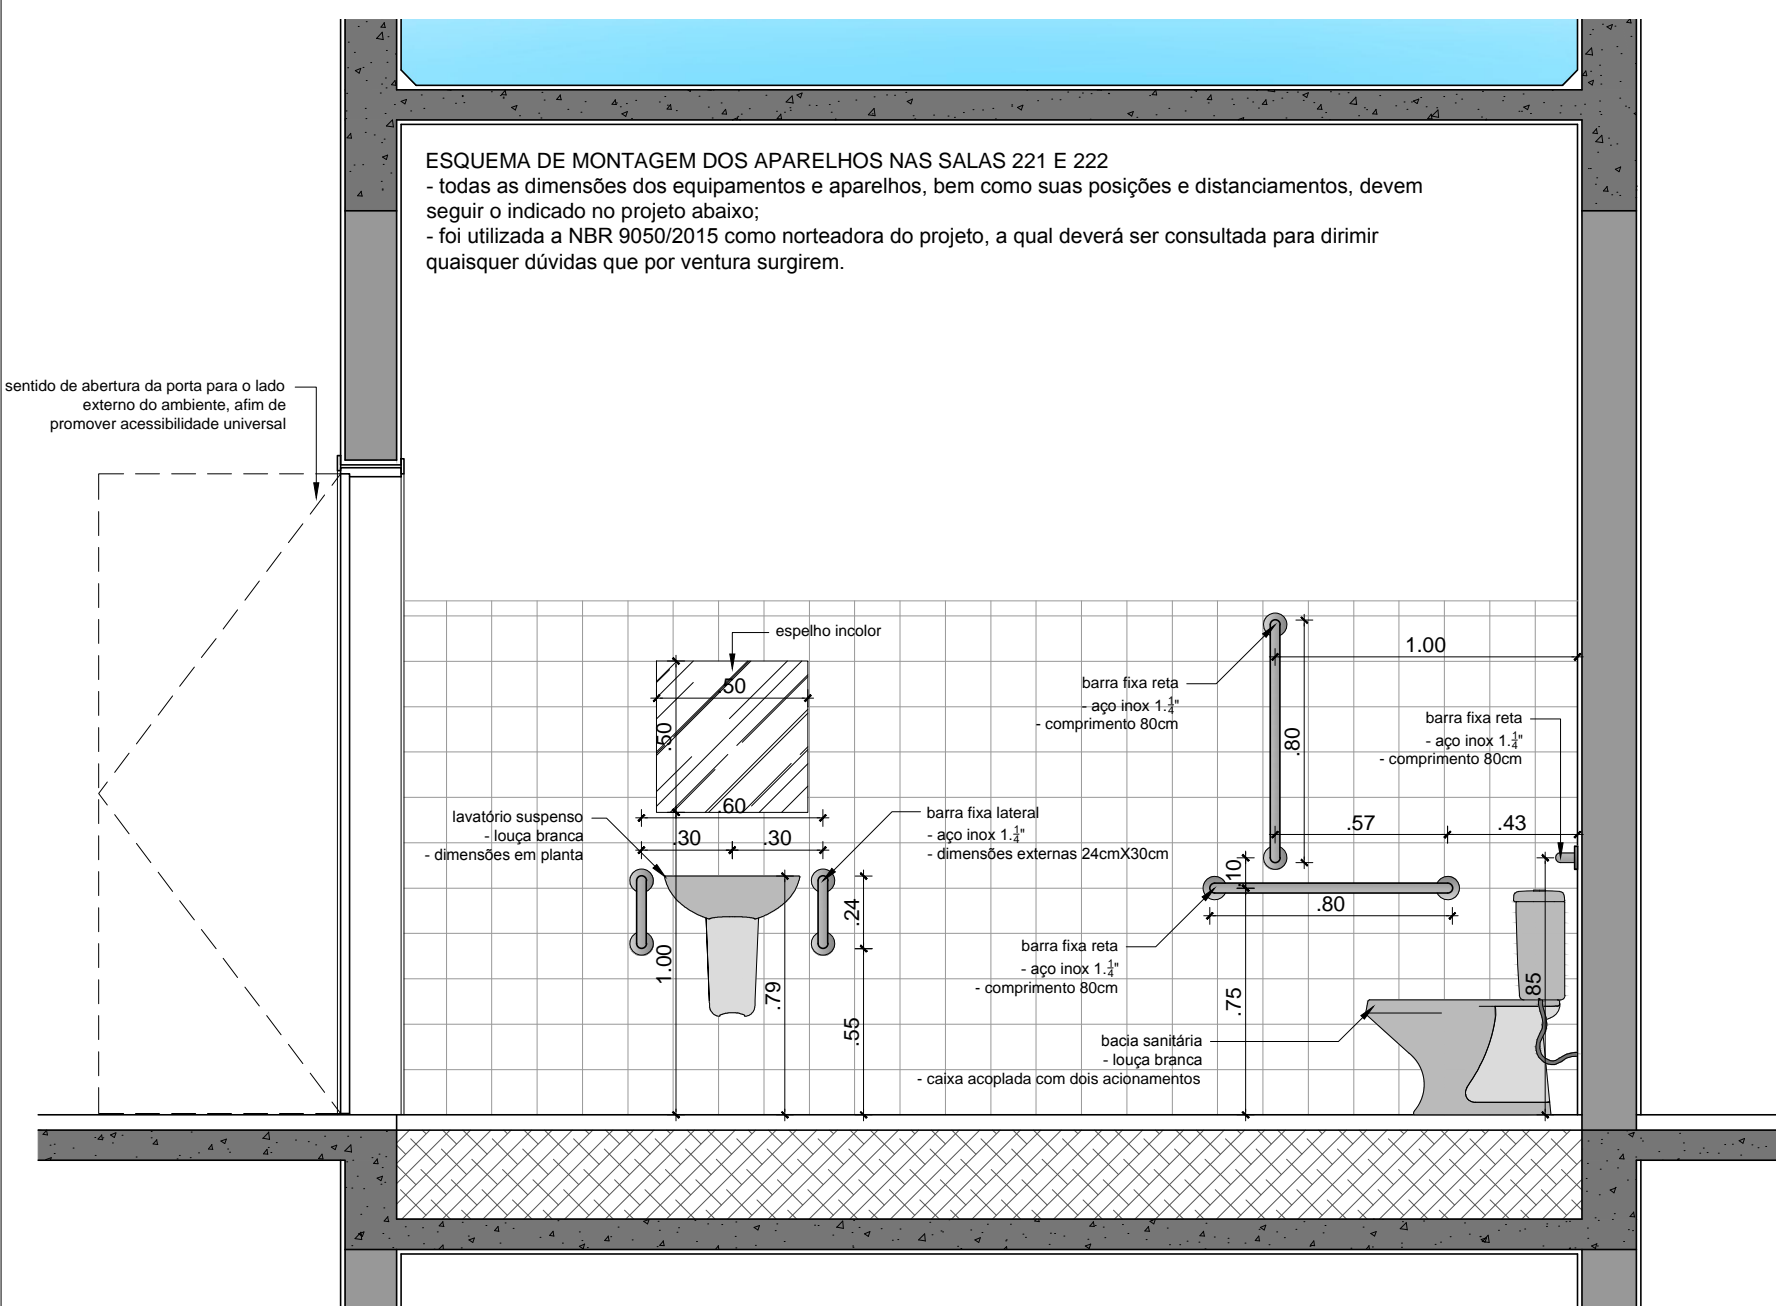 ESQUEMA DE MONTAGEM DOS APARELHOS NAS SALAS 221 E 222
- todas as dimensões dos equipamentos e aparelhos, bem como suas posições e distanciamentos, devem
seguir o indicado no projeto abaixo;
- foi utilizada a NBR 9050/2015 como norteadora do projeto, a qual deverá ser consultada para dirimir
quaisquer dúvidas que por ventura surgirem.
sentido de abertura da porta para o lado
externo do ambiente, afim de
promover acessibilidade universal
espelho incolor
.50
.50
.60
.30
.30
lavatório suspenso
- louça branca
- dimensões em planta
barra fixa lateral
- aço inox 1.¼"
- dimensões externas 24cmX30cm
.24
1.00
.79
.55
barra fixa reta
- aço inox 1.¼"
- comprimento 80cm
.80
1.00
barra fixa reta
- aço inox 1.¼"
- comprimento 80cm
.57
.43
.10
.80
barra fixa reta
- aço inox 1.¼"
- comprimento 80cm
.75
.85
bacia sanitária
- louça branca
- caixa acoplada com dois acionamentos